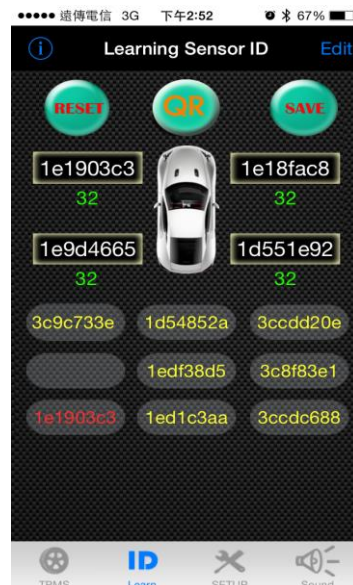 遠傳電信 3G 下午2:52 67%
Learning Sensor ID Edit
RESET QR SAVE
1e1903c3 1e18fac8
32 32
1e9d4665 1d551e92
32 32
3c9c733e 1d54852a 3ccdd20e
1edf38d5 3c8f83e1
1e1903c3 1ed1c3aa 3ccdc688
ID
TPMS Learn SETUP Sound